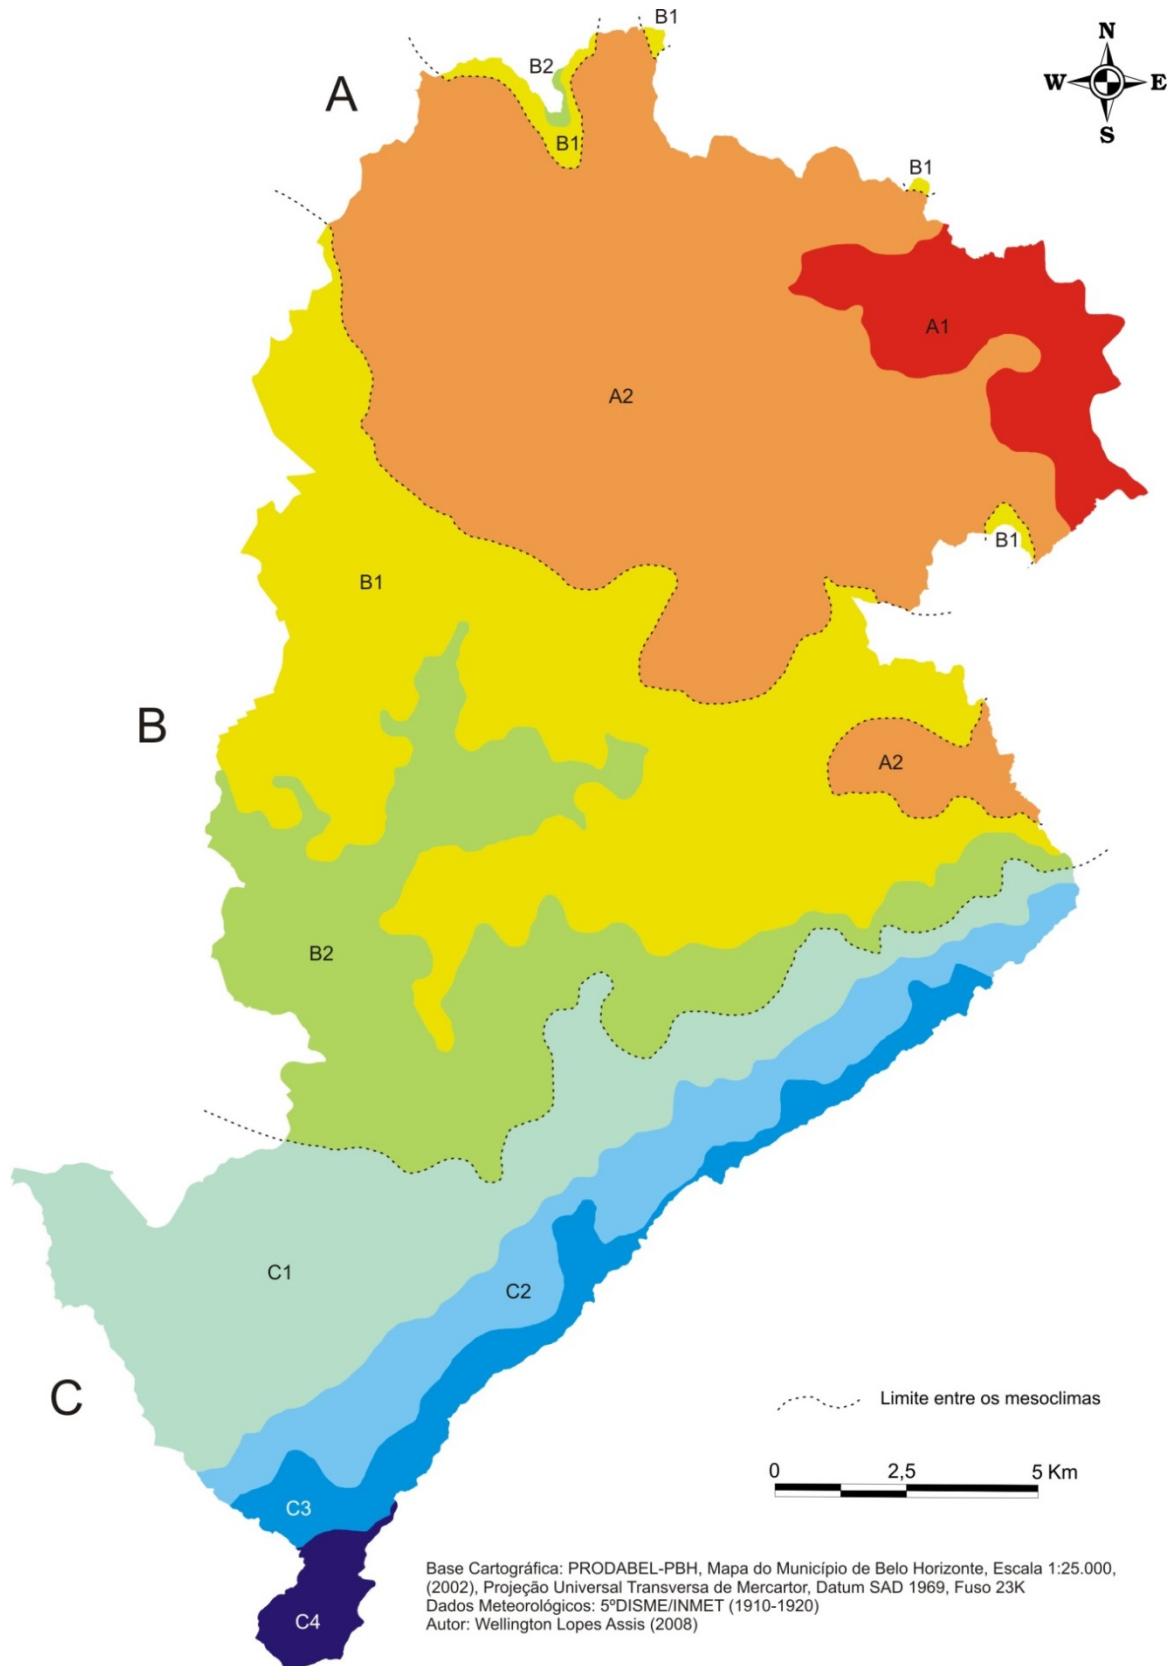 B1
N
B2
W
E
A
S
B1
B1
A1
A2
B1
B1
B
A2
B2
C1
C2
C
Limite entre os mesoclimas
0
2,5
5 Km
C3
Base Cartográfica: PRODABEL-PBH, Mapa do Município de Belo Horizonte, Escala 1:25.000,
(2002), Projeção Universal Transversa de Mercartor, Datum SAD 1969, Fuso 23K
Dados Meteorológicos: 5ºDISME/INMET (1910-1920)
Autor: Wellington Lopes Assis (2008)
C4